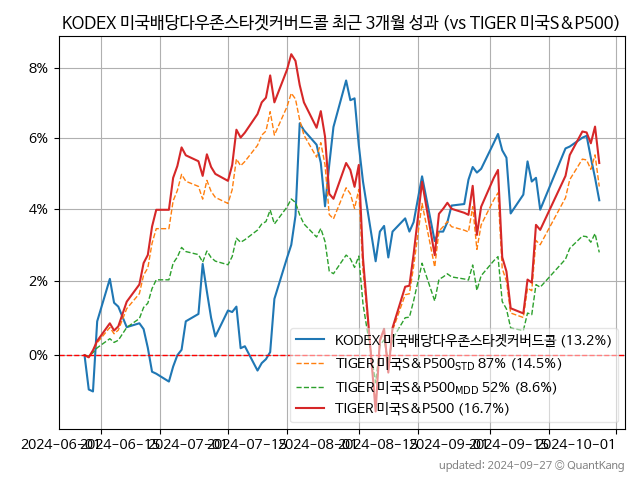 KODEX 미국배당다우존스타겟커버드콜 최근 3개월 성과 (vs TIGER 미국S&P500)
8%
6%
4%
2%
0%
KODEX 미국배당다우존스타겟커버드콜 (13.2%)
TIGER 미국S&P500STD 87% (14.5%)
TIGER 미국S&P500MDD 52% (8.6%)
TIGER 미국S&P500 (16.7%)
2024-06-01 2024-06-15 2024-07-01 2024-07-15 2024-08-01 2024-08-15 2024-09-01 2024-09-15 2024-10-01
updated: 2024-09-27 © QuantKang